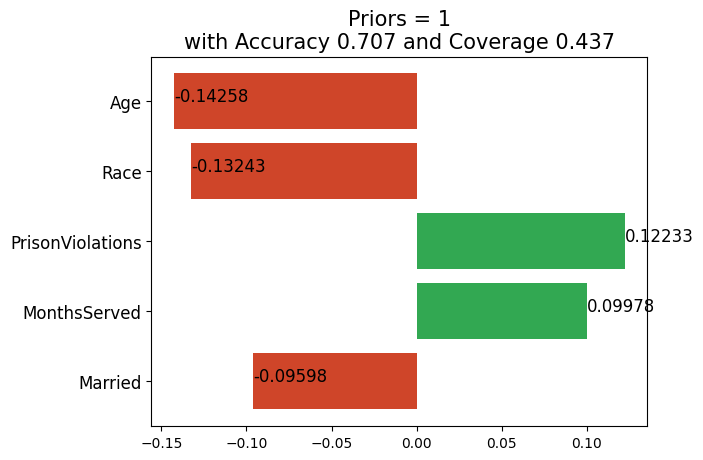 Priors = 1
with Accuracy 0.707 and Coverage 0.437
Age
-0.14258
Race
-0.13243
PrisonViolations
0.12233
MonthsServed
0.09978
Married
-0.09598
−0.15
−0.10
−0.05
0.00
0.05
0.10